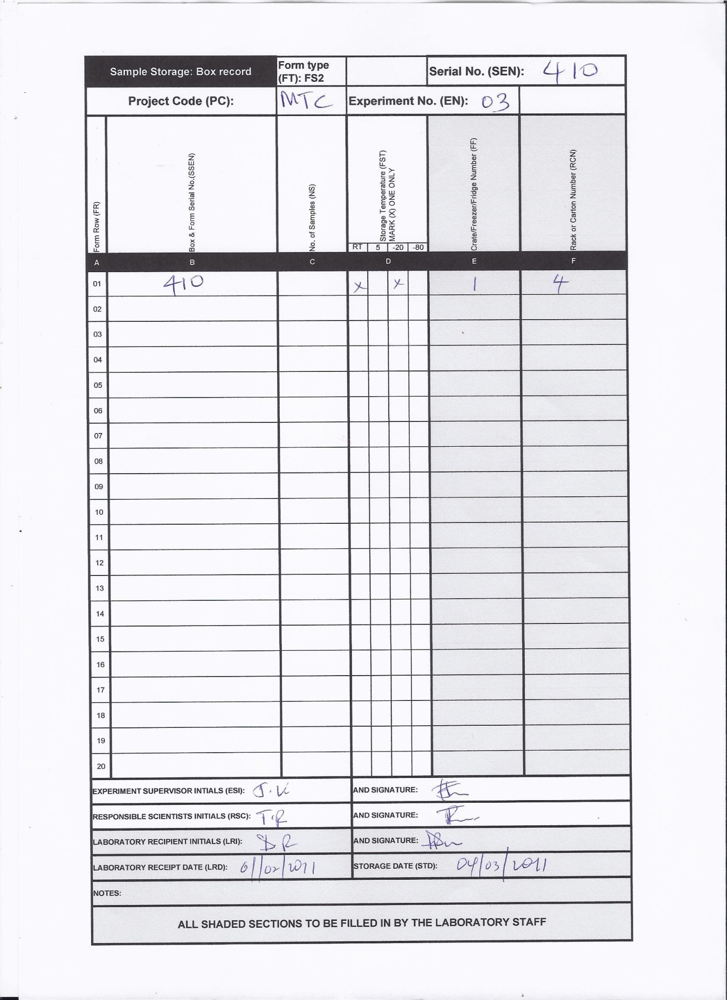 Sample Storage: Box record
Form type (FT): FS2
Serial No. (SEN): 410
Project Code (PC): MTC
Experiment No. (EN): 03
Form Row (FR)
Box & Form Serial No.(SSEN)
No. of Samples (NS)
Storage Temperature (FST)
MARK (X) ONE ONLY
RT 5 -20 -80
Crate/Freezer/Fridge Number (FF)
Rack or Carton Number (RCN)
A B C D E F
01 410 X X 1 4
02
03
04
05
06
07
08
09
10
11
12
13
14
15
16
17
18
19
20
EXPERIMENT SUPERVISOR INTIALS (ESI): J.K AND SIGNATURE:
RESPONSIBLE SCIENTISTS INITIALS (RSC): T.R AND SIGNATURE:
LABORATORY RECIPIENT INITIALS (LRI): DR AND SIGNATURE:
LABORATORY RECEIPT DATE (LRD): 01/02/2011 STORAGE DATE (STD): 04/03/2011
NOTES:
ALL SHADED SECTIONS TO BE FILLED IN BY THE LABORATORY STAFF